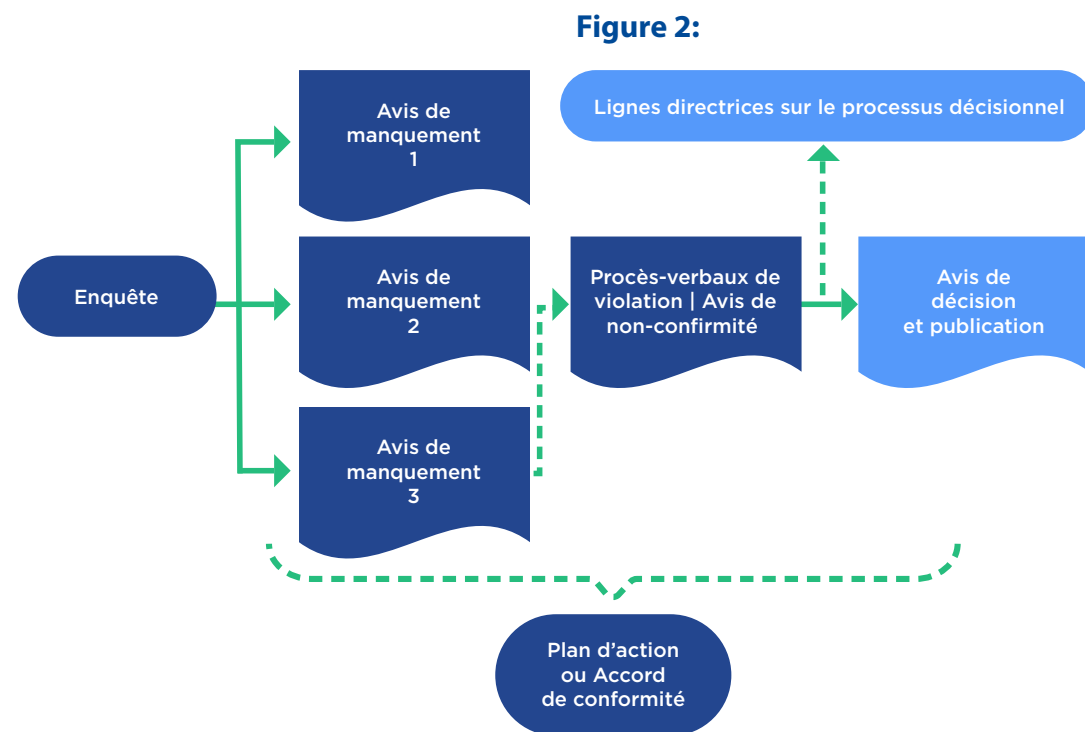 Figure 2:
Avis de
manquement
1
Lignes directrices sur le processus décisionnel
Enquête
Avis de
manquement
2
Procès-verbaux de
violation | Avis de
non-confirmité
Avis de
décision
et publication
Avis de
manquement
3
Plan d’action
ou Accord
de conformité